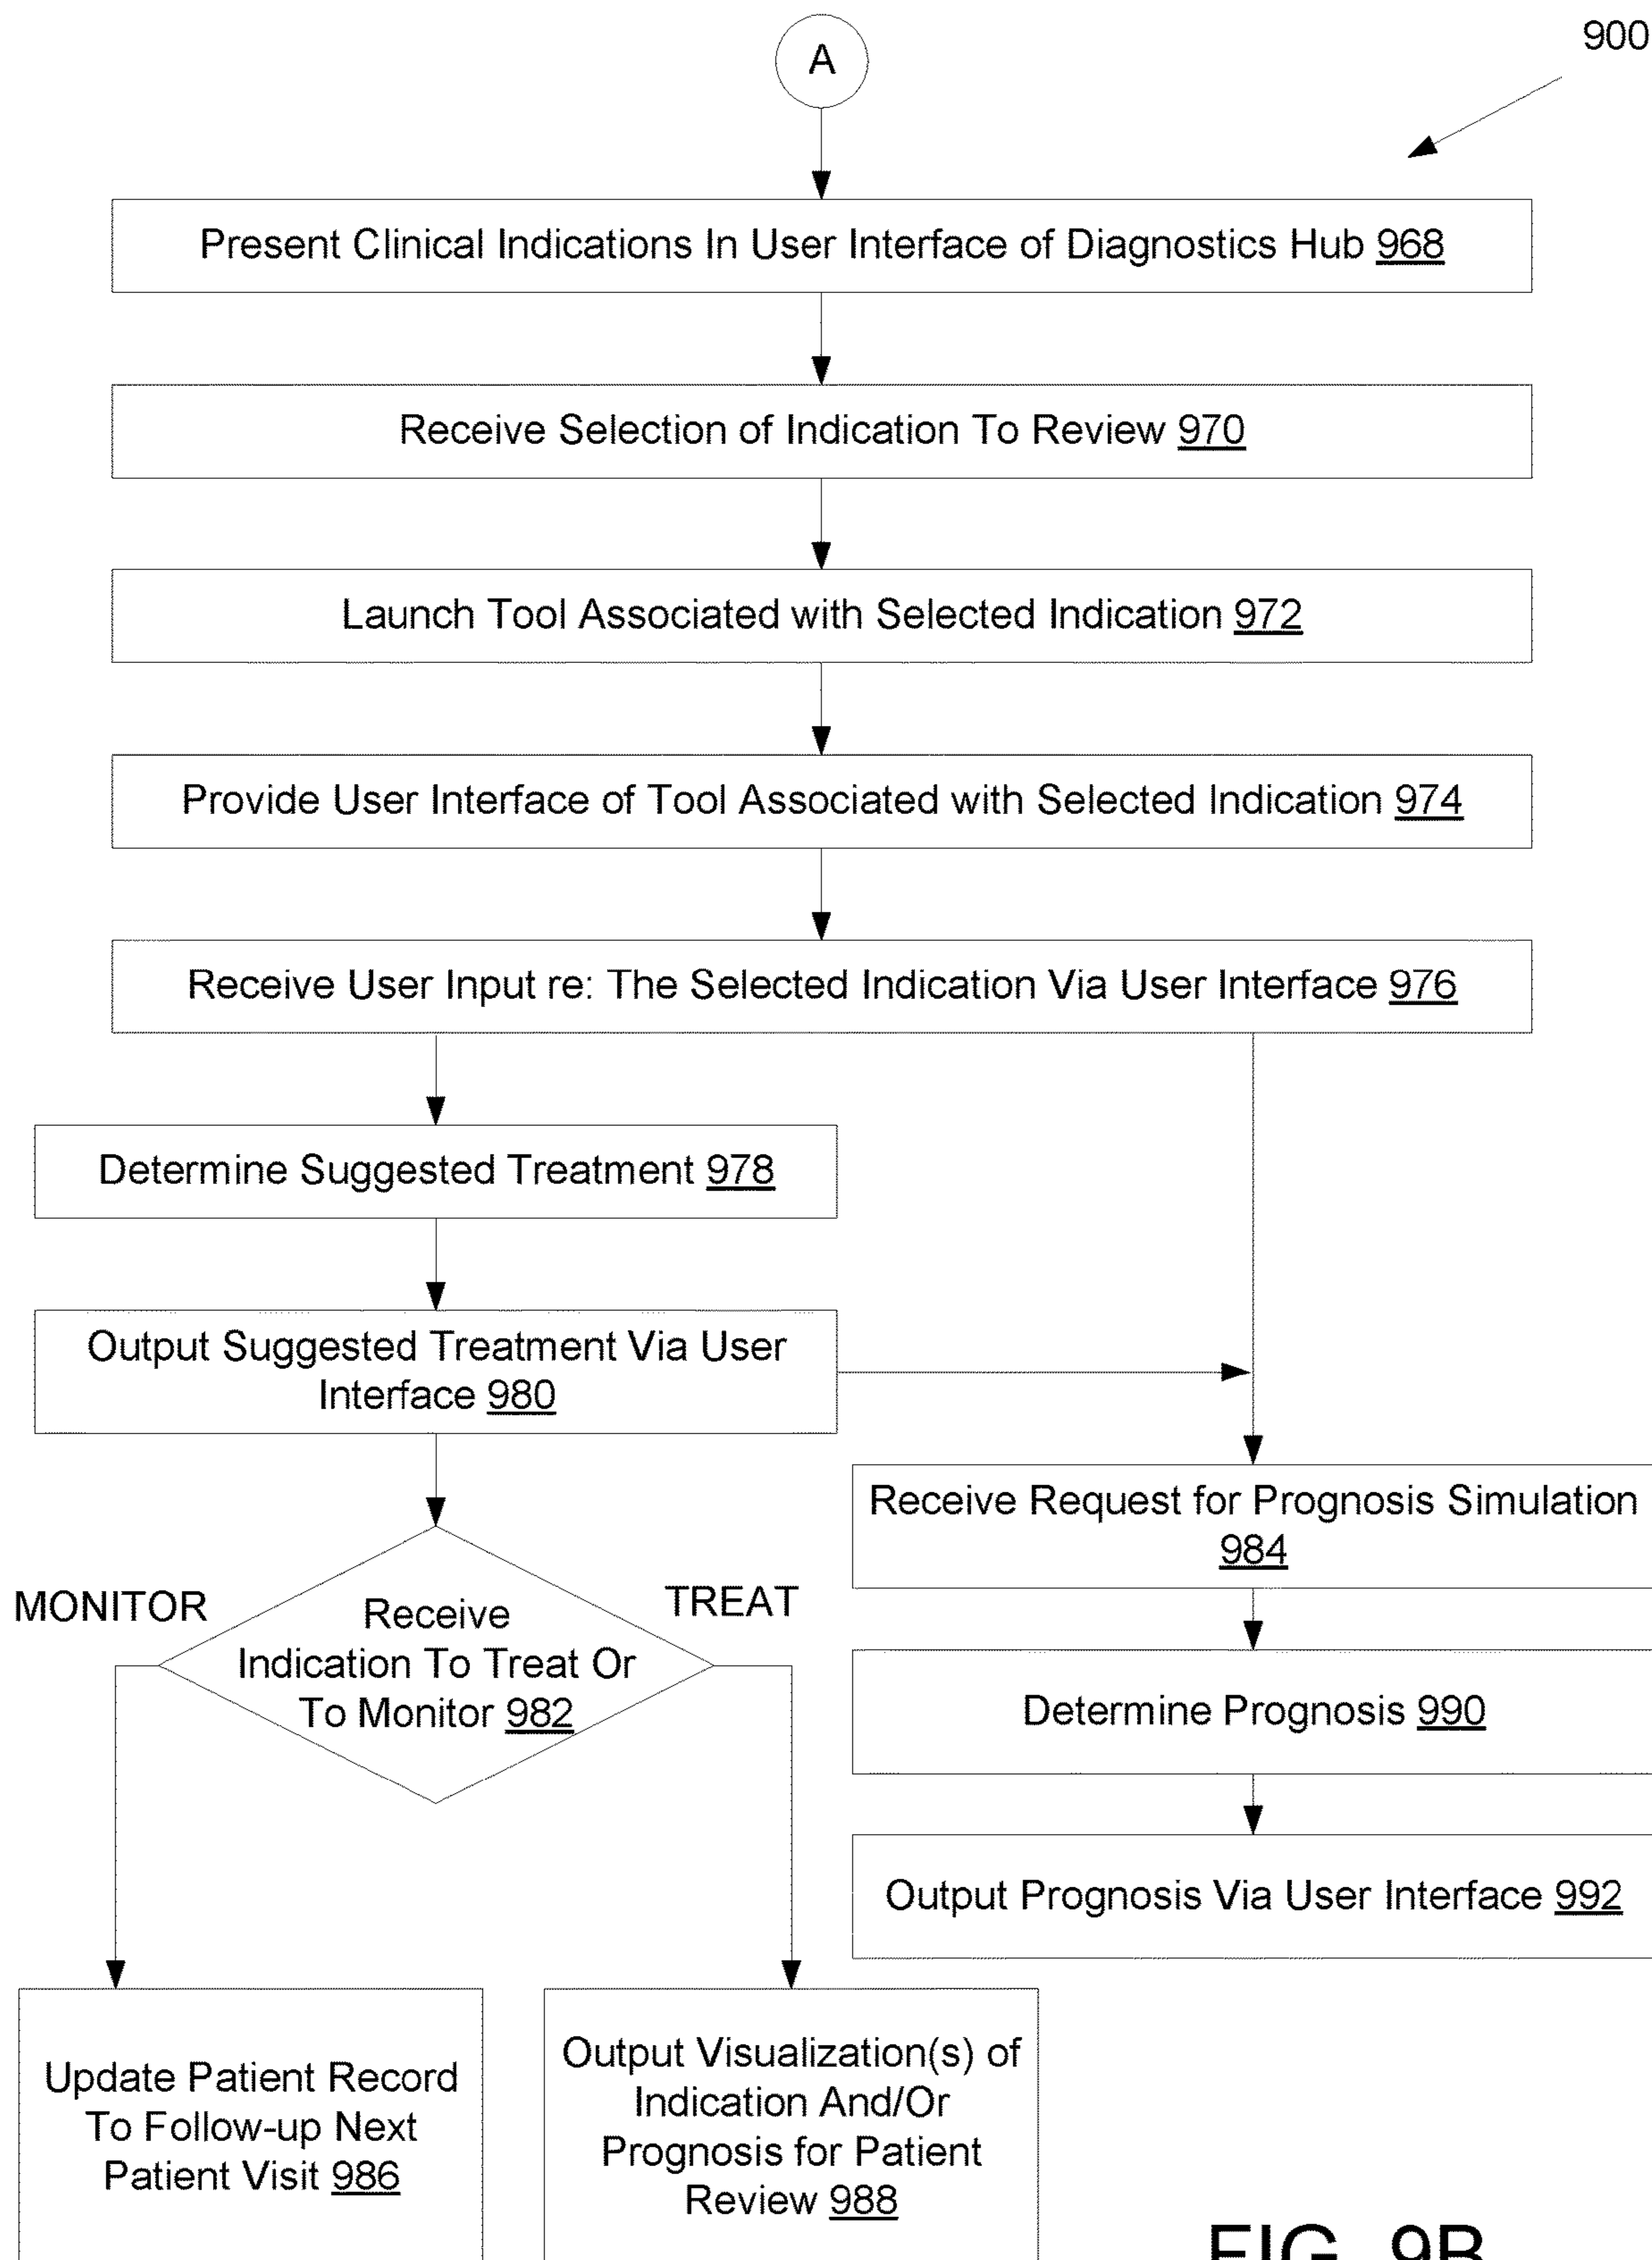 A
900
Present Clinical Indications In User Interface of Diagnostics Hub 968
Receive Selection of Indication To Review 970
Launch Tool Associated with Selected Indication 972
Provide User Interface of Tool Associated with Selected Indication 974
Receive User Input re: The Selected Indication Via User Interface 976
Determine Suggested Treatment 978
Output Suggested Treatment Via User
Interface 980
Receive Request for Prognosis Simulation
984
MONITOR
TREAT
Receive
Indication To Treat Or
To Monitor 982
Determine Prognosis 990
Output Prognosis Via User Interface 992
Update Patient Record
To Follow-up Next
Patient Visit 986
Output Visualization(s) of
Indication And/Or
Prognosis for Patient
Review 988
FIG. 9B